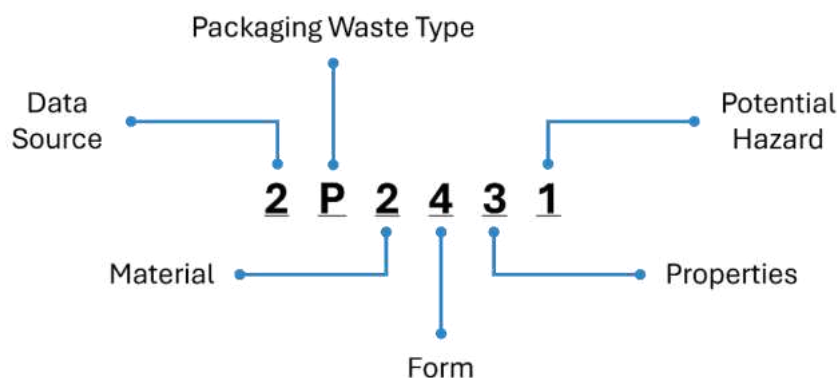 Packaging Waste Type
Data
Source
Potential
Hazard
2 P 2 4 3 1
Material
Properties
Form